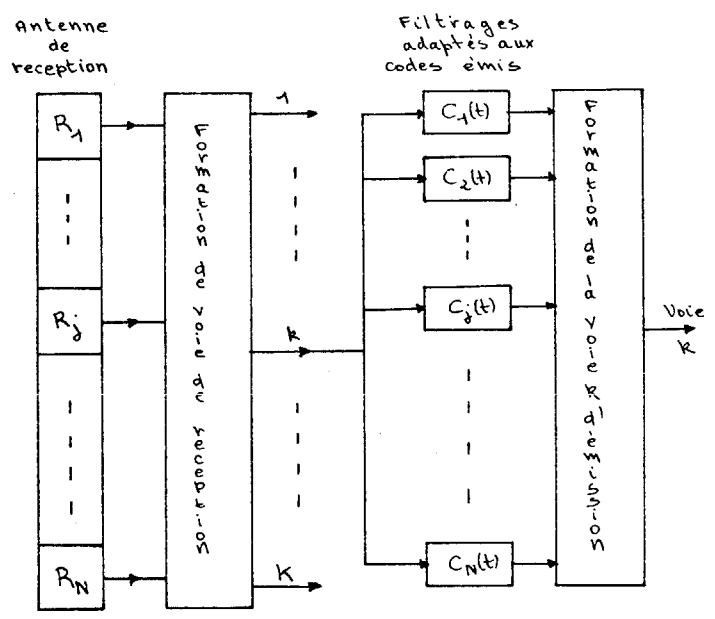 Antenne
de
reception
Filtrages
adaptés aux
codes émis
R1
Rj
RN
Formation de voie de reception
1
k
K
C1(t)
C2(t)
Cj(t)
CN(t)
Formation de la voie k d'émission
Voie
k